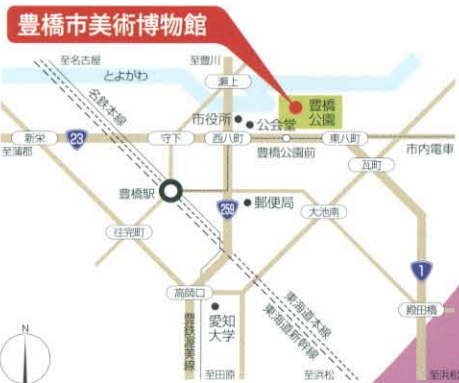 豊橋市美術博物館
至名古屋
至豊川
とよがわ
瀬上
名鉄本線
市役所
公会堂
豊橋
公園
新栄
23
守下
西八町
東八町
豊橋公園前
市内電車
至蒲郡
瓦町
豊橋駅
259
郵便局
大池南
往完町
1
高師口
殿田橋
愛知
大学
豊鉄渥美線
東海道本線
東海道新幹線
N
至田原
至浜松
至浜松